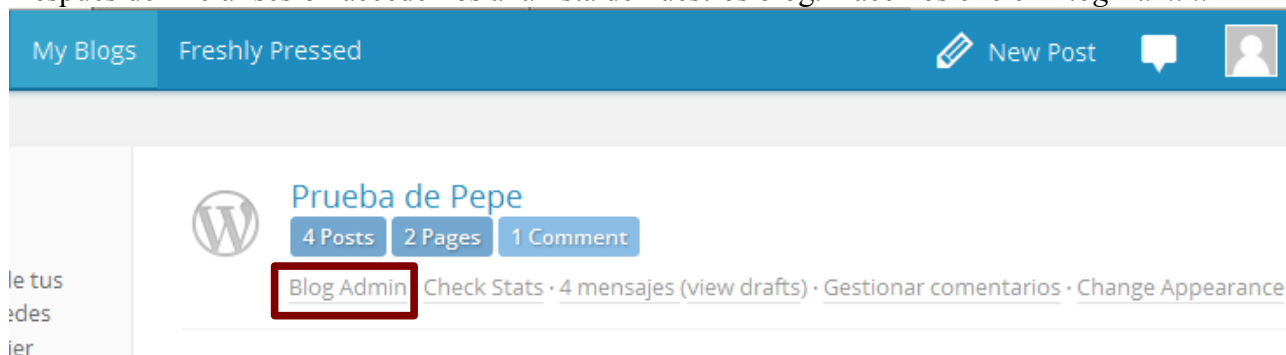 My Blogs Freshly Pressed New Post
Prueba de Pepe
4 Posts 2 Pages 1 Comment
le tus
Blog Admin Check Stats · 4 mensajes (view drafts) · Gestionar comentarios · Change Appearance
edes
ier